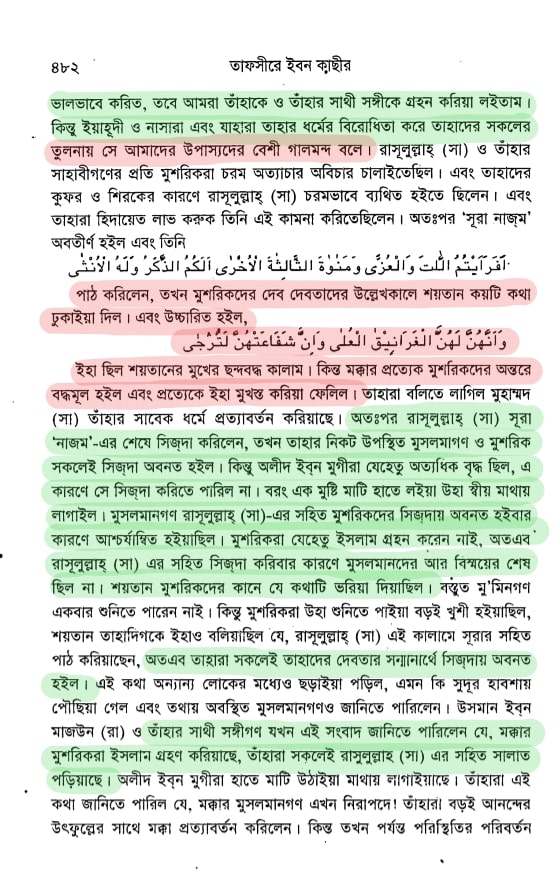 ৪৮২ তাফসীরে ইবন কাছীর
ভালভাবে করিত, তবে আমরা তাঁহাকে ও তাঁহার সাথী সঙ্গীকে গ্রহন করিয়া লইতাম।
কিন্তু ইয়াহূদী ও নাসারা এবং যাহারা তাহার ধর্মের বিরোধিতা করে তাহাদের সকলের
তুলনায় সে আমাদের উপাস্যদের বেশী গালমন্দ বলে। রাসূলুল্লাহ্ (সা) ও তাঁহার
সাহাবীগণের প্রতি মুশরিকরা চরম অত্যাচার অবিচার চালাইতেছিল। এবং তাহাদের
কুফর ও শিরকের কারণে রাসূলুল্লাহ্ (সা) চরমভাবে ব্যথিত হইতে ছিলেন। এবং
তাহারা হিদায়েত লাভ করুক তিনি এই কামনা করিতেছিলেন। অতঃপর 'সূরা নাজ্ম'
অবতীর্ণ হইল এবং তিনি
اَفَرَاَيْتُمُ اللّٰتَ وَالْعُزّٰى وَمَنٰوةَ الثَّالِثَةَ الْاُخْرٰى اَلَكُمُ الذَّكَرُ وَلَهُ الْاُنْثٰى
পাঠ করিলেন, তখন মুশরিকদের দেব দেবতাদের উল্লেখকালে শয়তান কয়টি কথা
ঢুকাইয়া দিল। এবং উচ্চারিত হইল,
وَاَنَّهُنَّ لَهُنَّ الْغَرَانِيْقُ الْعُلٰى وَاِنَّ شَفَاعَتَهُنَّ لَتُرْجٰى
ইহা ছিল শয়তানের মুখের ছন্দবদ্ধ কালাম। কিন্ত মক্কার প্রত্যেক মুশরিকদের অন্তরে
বদ্ধমূল হইল এবং প্রত্যেকে ইহা মুখস্ত করিয়া ফেলিল। তাহারা বলিতে লাগিল মুহাম্মদ
(সা) তাঁহার সাবেক ধর্মে প্রত্যাবর্তন করিয়াছে। অতঃপর রাসূলুল্লাহ্ (সা) সূরা
'নাজম'-এর শেষে সিজ্দা করিলেন, তখন তাহার নিকট উপস্থিত মুসলমাগণ ও মুশরিক
সকলেই সিজ্দা অবনত হইল। কিন্তু অলীদ ইব্ন মুগীরা যেহেতু অত্যধিক বৃদ্ধ ছিল, এ
কারণে সে সিজ্দা করিতে পারিল না। বরং এক মুষ্টি মাটি হাতে লইয়া উহা স্বীয় মাথায়
লাগাইল। মুসলমানগণ রাসূলুল্লাহ্ (সা)-এর সহিত মুশরিকদের সিজ্দায় অবনত হইবার
কারণে আশ্চর্যান্বিত হইয়াছিল। মুশরিকরা যেহেতু ইসলাম গ্রহন করেন নাই, অতএব
রাসূলুল্লাহ্ (সা) এর সহিত সিজ্দা করিবার কারণে মুসলমানদের আর বিস্ময়ের শেষ
ছিল না। শয়তান মুশরিকদের কানে যে কথাটি ভরিয়া দিয়াছিল। বস্তুত মু'মিনগণ
একবার শুনিতে পারেন নাই। কিন্তু মুশরিকরা উহা শুনিতে পাইয়া বড়ই খুশী হইয়াছিল,
শয়তান তাহাদিগকে ইহাও বলিয়াছিল যে, রাসূলুল্লাহ্ (সা) এই কালামে সূরার সহিত
পাঠ করিয়াছেন, অতএব তাহারা সকলেই তাহাদের দেবতার সন্মানার্থে সিজ্দায় অবনত
হইল। এই কথা অন্যান্য লোকের মধ্যেও ছড়াইয়া পড়িল, এমন কি সুদূর হাবশায়
পৌছিয়া গেল এবং তথায় অবস্থিত মুসলমানগণও জানিতে পারিলেন। উসমান ইব্ন
মাজউন (রা) ও তাঁহার সাথী সঙ্গীগণ যখন এই সংবাদ জানিতে পারিলেন যে, মক্কার
মুশরিকরা ইসলাম গ্রহণ করিয়াছে, তাঁহারা সকলেই রাসুলুল্লাহ্ (সা) এর সহিত সালাত
পড়িয়াছে। অলীদ ইব্ন মুগীরা হাতে মাটি উঠাইয়া মাথায় লাগাইয়াছে। তাঁহারা এই
কথা জানিতে পারিল যে, মক্কার মুসলমানগণ এখন নিরাপদে! তাঁহারা বড়ই আনন্দের
উৎফুল্লের সাথে মক্কা প্রত্যাবর্তন করিলেন। কিন্ত তখন পর্যন্ত পরিস্থিতির পরিবর্তন